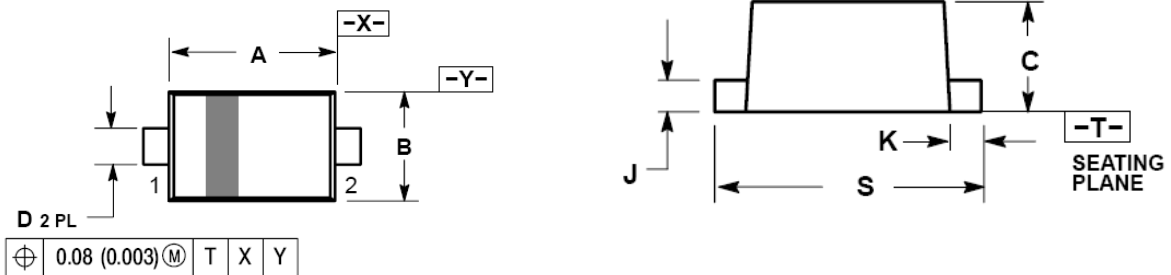 -X-
A
-Y-
B
1
2
D 2 PL
⌖ 0.08 (0.003) Ⓜ T X Y
C
-T-
K
SEATING
PLANE
J
S